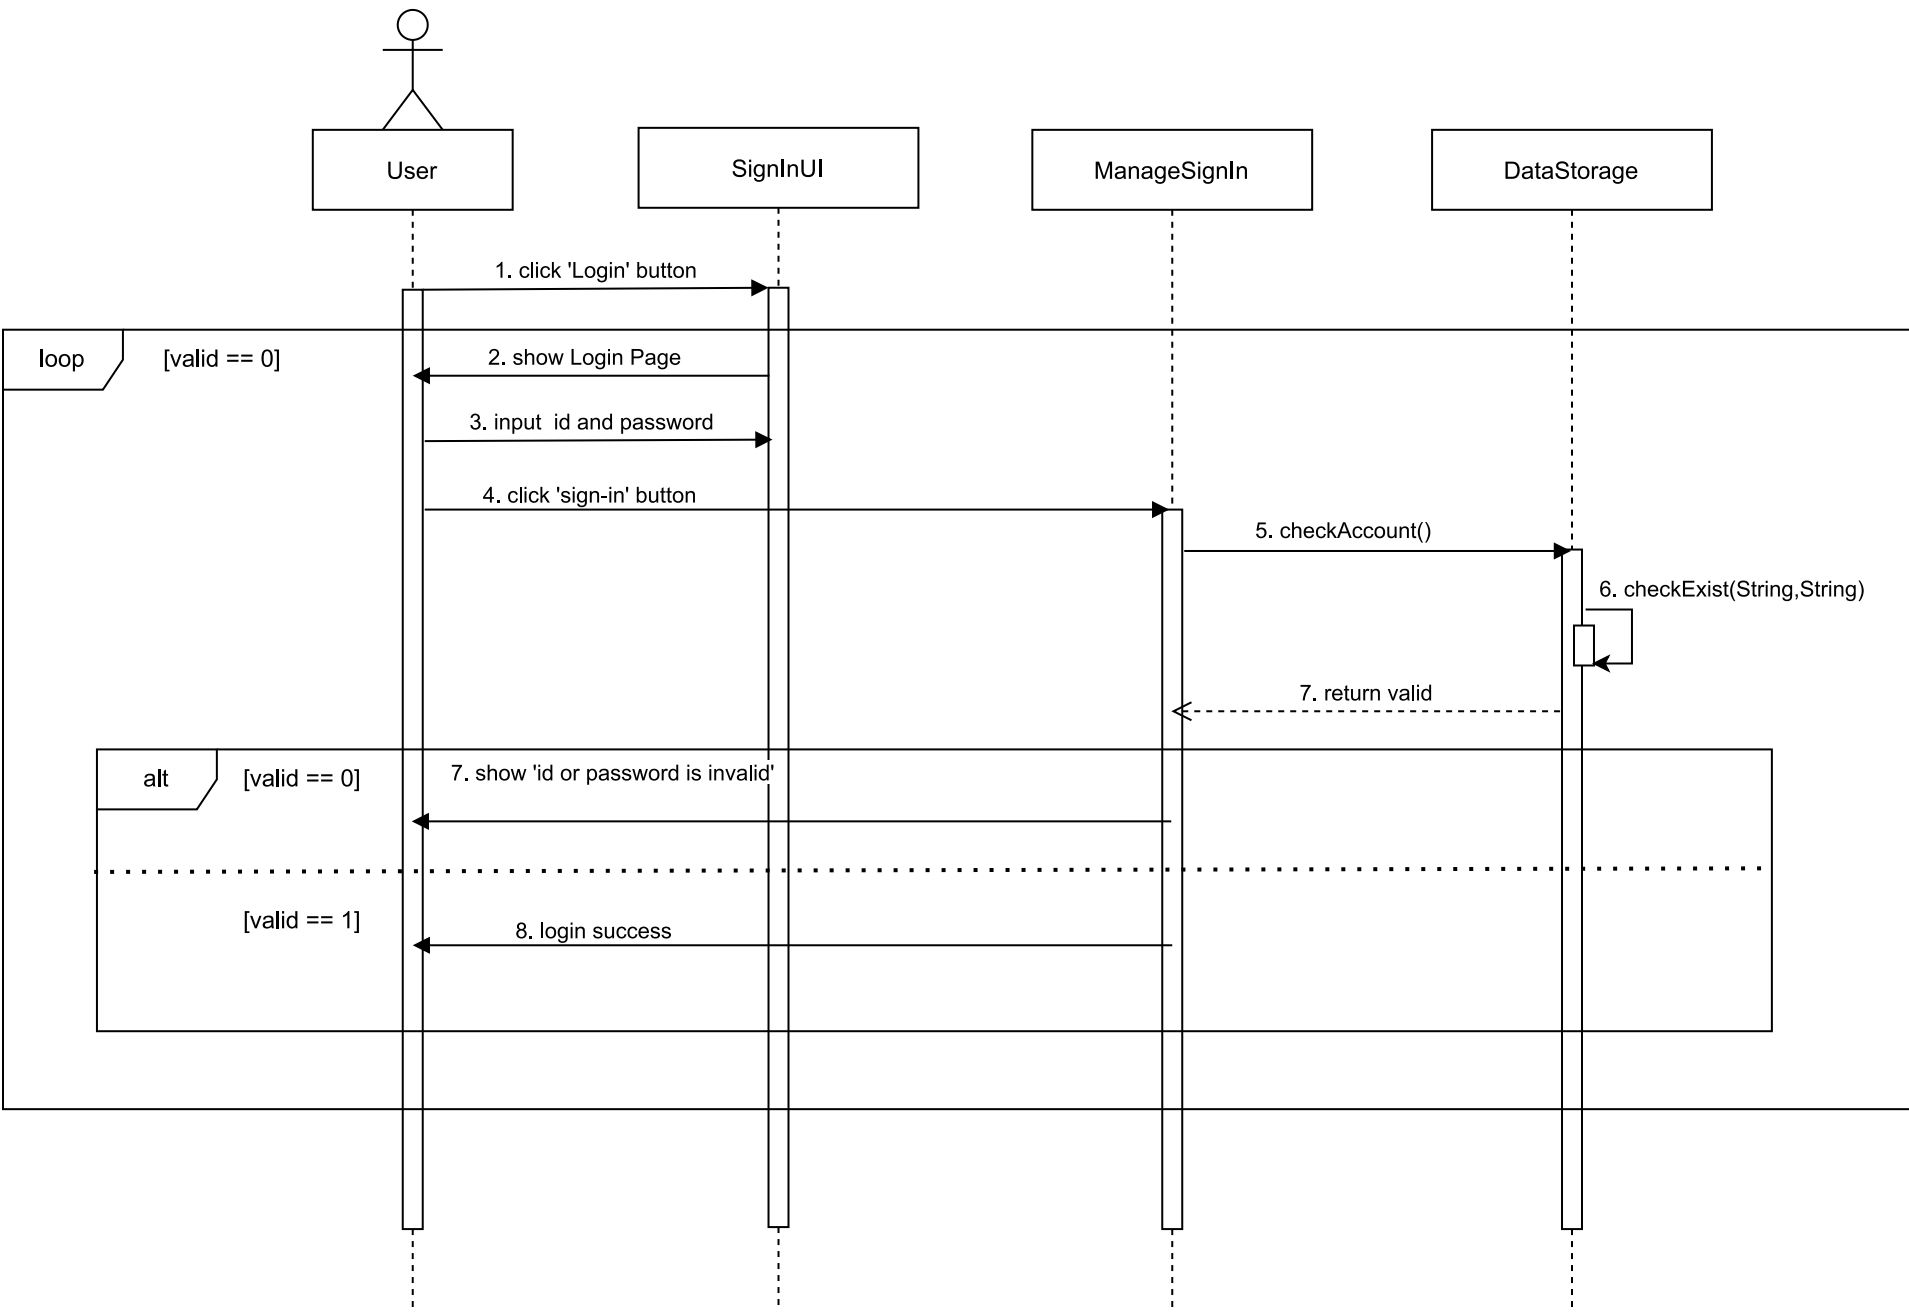 User
SignInUI
ManageSignIn
DataStorage
1. click 'Login' button
loop
[valid == 0]
2. show Login Page
3. input  id and password
4. click 'sign-in' button
5. checkAccount()
6. checkExist(String,String)
7. return valid
alt
[valid == 0]
7. show 'id or password is invalid'
[valid == 1]
8. login success